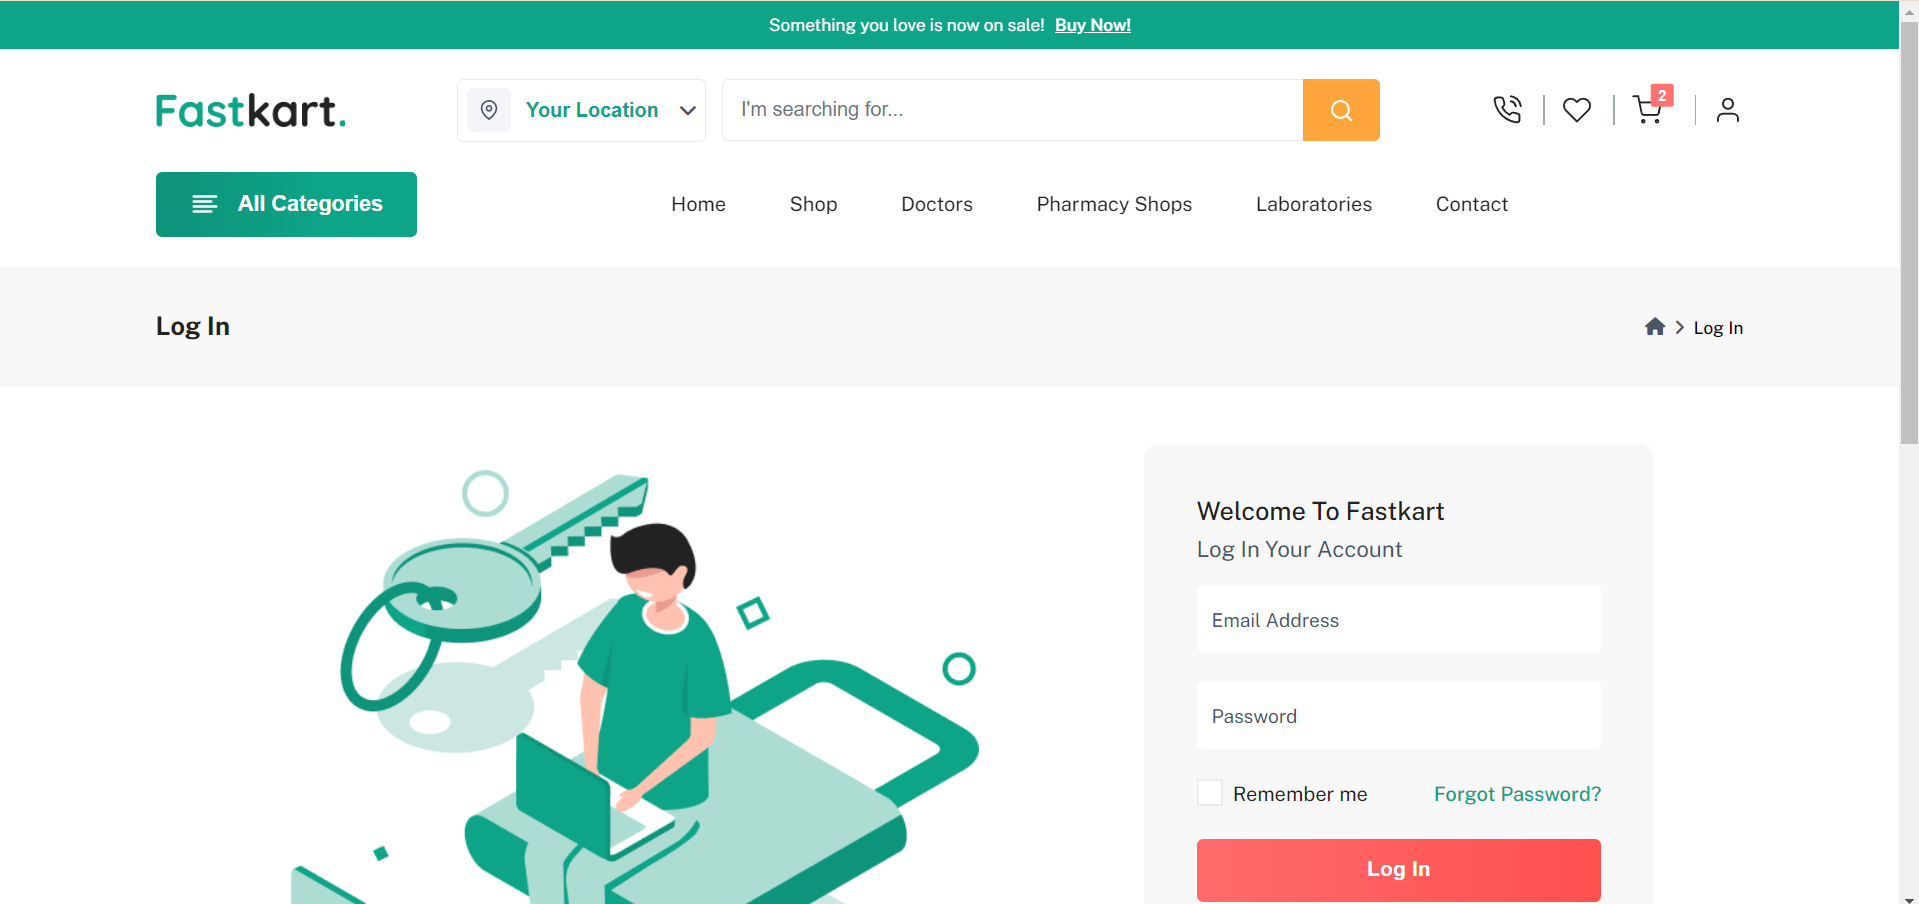 Something you love is now on sale! Buy Now!
Fastkart.
Your Location
I'm searching for...
2
All Categories
Home
Shop
Doctors
Pharmacy Shops
Laboratories
Contact
Log In
Log In
Welcome To Fastkart
Log In Your Account
Email Address
Password
Remember me
Forgot Password?
Log In